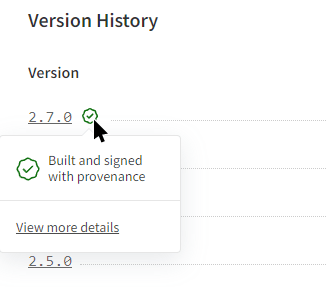 Version History
Version
2.7.0
Built and signed
with provenance
View more details
2.5.0